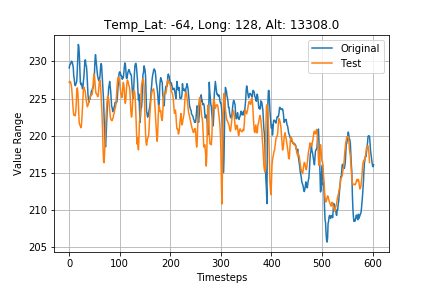 Temp_Lat: -64, Long: 128, Alt: 13308.0
Original
Test
Value Range
230
225
220
215
210
205
0 100 200 300 400 500 600
Timesteps